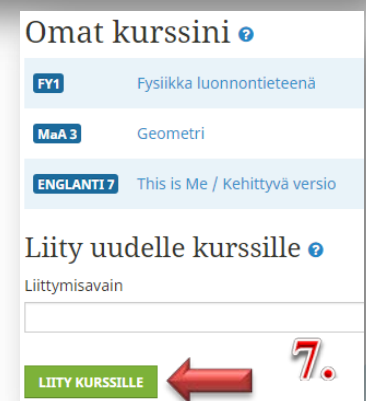 Omat kurssini ?
FY1 Fysiikka luonnontieteenä
MaA 3 Geometri
ENGLANTI 7 This is Me / Kehittyvä versio
Liity uudelle kurssille ?
Liittymisavain
LIITY KURSSILLE
7.